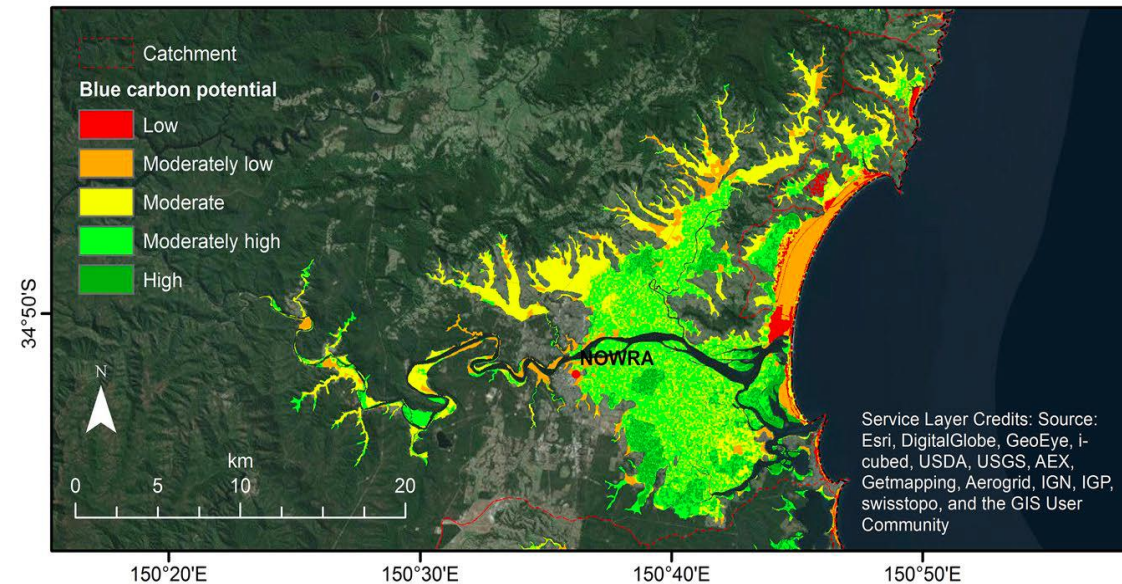 Catchment
Blue carbon potential
Low
Moderately low
Moderate
Moderately high
High
34°50'S
N
NOWRA
km
0 5 10 20
Service Layer Credits: Source:
Esri, DigitalGlobe, GeoEye, i-
cubed, USDA, USGS, AEX,
Getmapping, Aerogrid, IGN, IGP,
swisstopo, and the GIS User
Community
150°20'E 150°30'E 150°40'E 150°50'E